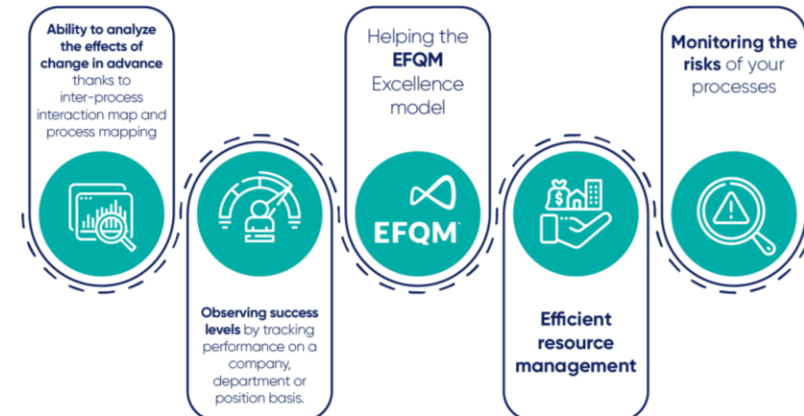 Ability to analyze
the effects of
change in advance
thanks to
inter-process
interaction map and
process mapping
Observing success
levels by tracking
performance on a
company,
department or
position basis.
Helping the
EFQM
Excellence
model
EFQM
$
Efficient
resource
management
Monitoring the
risks of your
processes